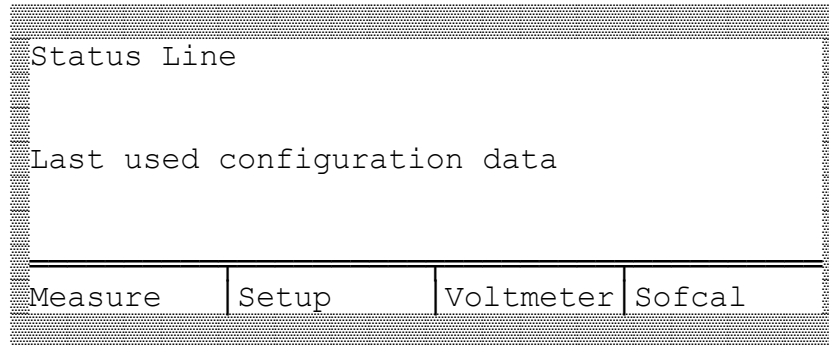 Status Line
Last used configuration data
Measure Setup Voltmeter Sofcal